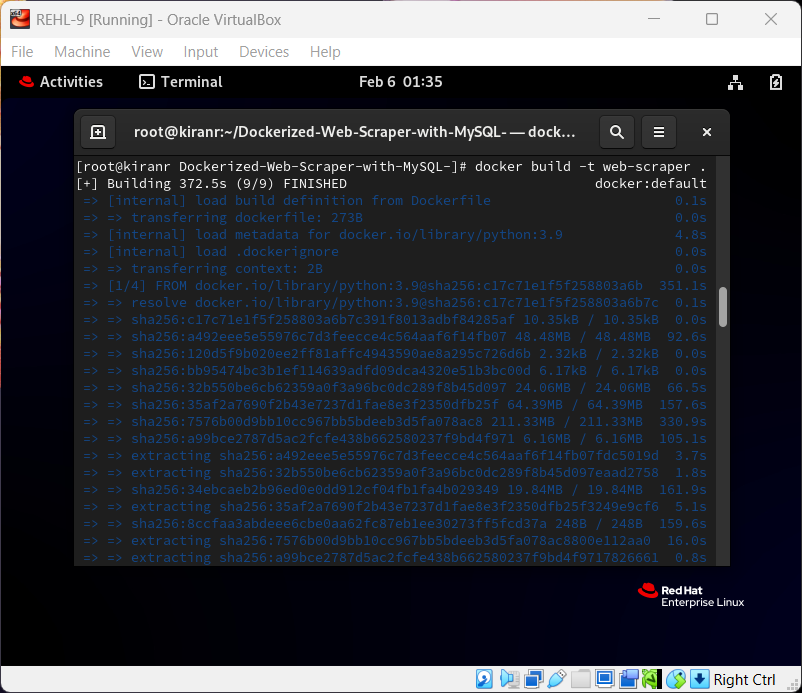 REHL-9 [Running] - Oracle VirtualBox
File Machine View Input Devices Help
Activities Terminal Feb 6 01:35
root@kiranr:~/Dockerized-Web-Scraper-with-MySQL- — dock...
[root@kiranr Dockerized-Web-Scraper-with-MySQL-]# docker build -t web-scraper .
[+] Building 372.5s (9/9) FINISHED docker:default
=> [internal] load build definition from Dockerfile 0.1s
=> => transferring dockerfile: 273B 0.0s
=> [internal] load metadata for docker.io/library/python:3.9 4.8s
=> [internal] load .dockerignore 0.0s
=> => transferring context: 2B 0.0s
=> [1/4] FROM docker.io/library/python:3.9@sha256:c17c71e1f5f258803a6b 351.1s
=> => resolve docker.io/library/python:3.9@sha256:c17c71e1f5f258803a6b7c 0.1s
=> => sha256:c17c71e1f5f258803a6b7c391f8013adbf84285af 10.35kB / 10.35kB 0.0s
=> => sha256:a492eee5e55976c7d3feecce4c564aaf6f14fb07 48.48MB / 48.48MB 92.6s
=> => sha256:120d5f9b020ee2ff81affc4943590ae8a295c726d6b 2.32kB / 2.32kB 0.0s
=> => sha256:bb95474bc3b1ef114639adfd09dca4320e51b3bc00d 6.17kB / 6.17kB 0.0s
=> => sha256:32b550be6cb62359a0f3a96bc0dc289f8b45d097 24.06MB / 24.06MB 66.5s
=> => sha256:35af2a7690f2b43e7237d1fae8e3f2350dfb25f 64.39MB / 64.39MB 157.6s
=> => sha256:7576b00d9bb10cc967bb5bdeeb3d5fa078ac8 211.33MB / 211.33MB 330.9s
=> => sha256:a99bce2787d5ac2fcfe438b662580237f9bd4f971 6.16MB / 6.16MB 105.1s
=> => extracting sha256:a492eee5e55976c7d3feecce4c564aaf6f14fb07fdc5019d 3.7s
=> => extracting sha256:32b550be6cb62359a0f3a96bc0dc289f8b45d097eaad2758 1.8s
=> => sha256:34ebcaeb2b96ed0e0dd912cf04fb1fa4b029349 19.84MB / 19.84MB 161.9s
=> => extracting sha256:35af2a7690f2b43e7237d1fae8e3f2350dfb25f3249e9cf6 5.1s
=> => sha256:8ccfaa3abdeee6cbe0aa62fc87eb1ee30273ff5fcd37a 248B / 248B 159.6s
=> => extracting sha256:7576b00d9bb10cc967bb5bdeeb3d5fa078ac8800e112aa0 16.0s
=> => extracting sha256:a99bce2787d5ac2fcfe438b662580237f9bd4f9717826661 0.8s
Red Hat
Enterprise Linux
Right Ctrl